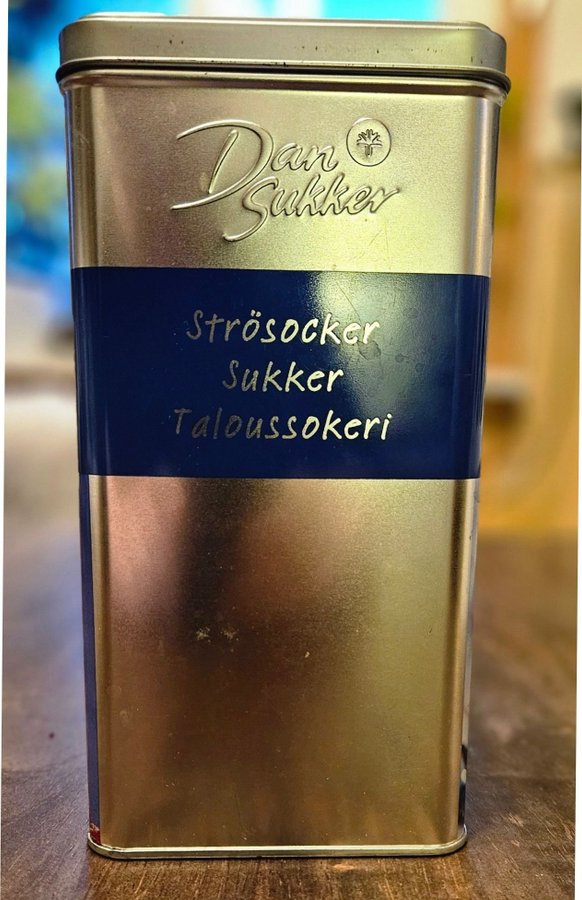 Dan
Sukker
Strösocker
Sukker
Taloussokeri